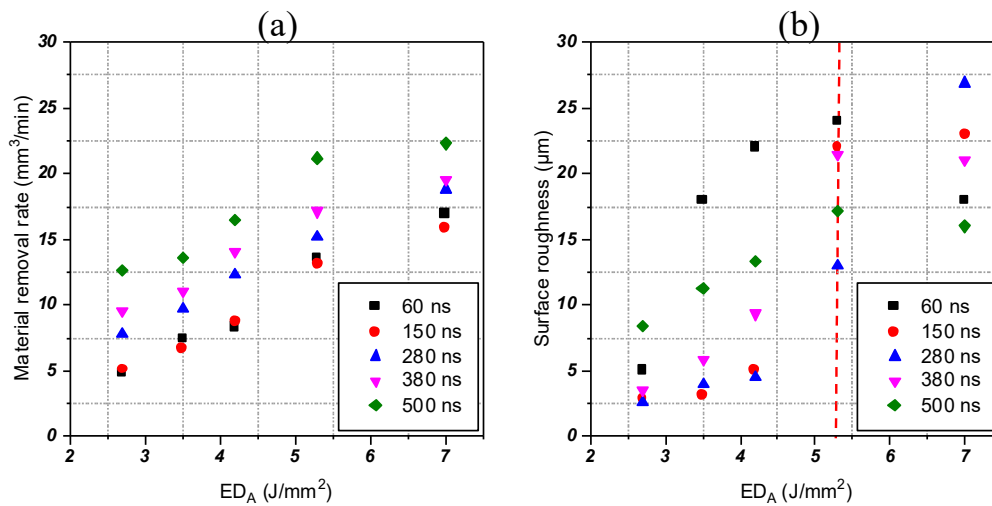 (a)
Material removal rate (mm³/min)
30
25
20
15
10
5
0
2 3 4 5 6 7
ED_A (J/mm²)
60 ns
150 ns
280 ns
380 ns
500 ns
(b)
Surface roughness (µm)
30
25
20
15
10
5
0
2 3 4 5 6 7
ED_A (J/mm²)
60 ns
150 ns
280 ns
380 ns
500 ns